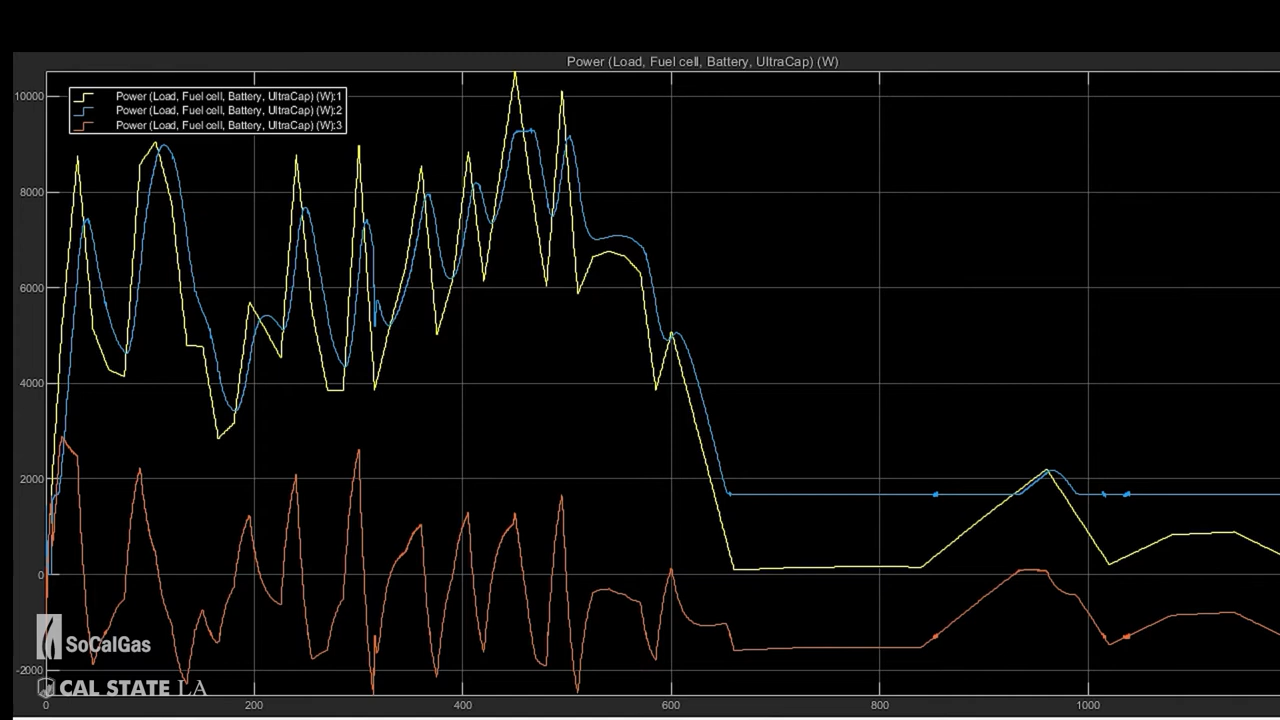 Power (Load, Fuel cell, Battery, UltraCap) (W)
10000
Power (Load, Fuel cell, Battery, UltraCap) (W):1
Power (Load, Fuel cell, Battery, UltraCap) (W):2
Power (Load, Fuel cell, Battery, UltraCap) (W):3
8000
6000
4000
2000
0
SoCalGas
-2000
CAL STATE LA
0 200 400 600 800 1000